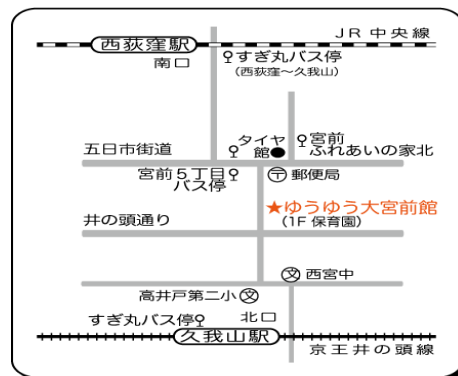 JR 中央線
西荻窪駅
南口
すぎ丸バス停
(西荻窪〜久我山)
タイヤ
館
宮前
ふれあいの家北
五日市街道
宮前5丁目
バス停
〒郵便局
★ゆうゆう大宮前館
(1F 保育園)
井の頭通り
文 西宮中
高井戸第二小 文
北口
すぎ丸バス停
久我山駅
京王井の頭線